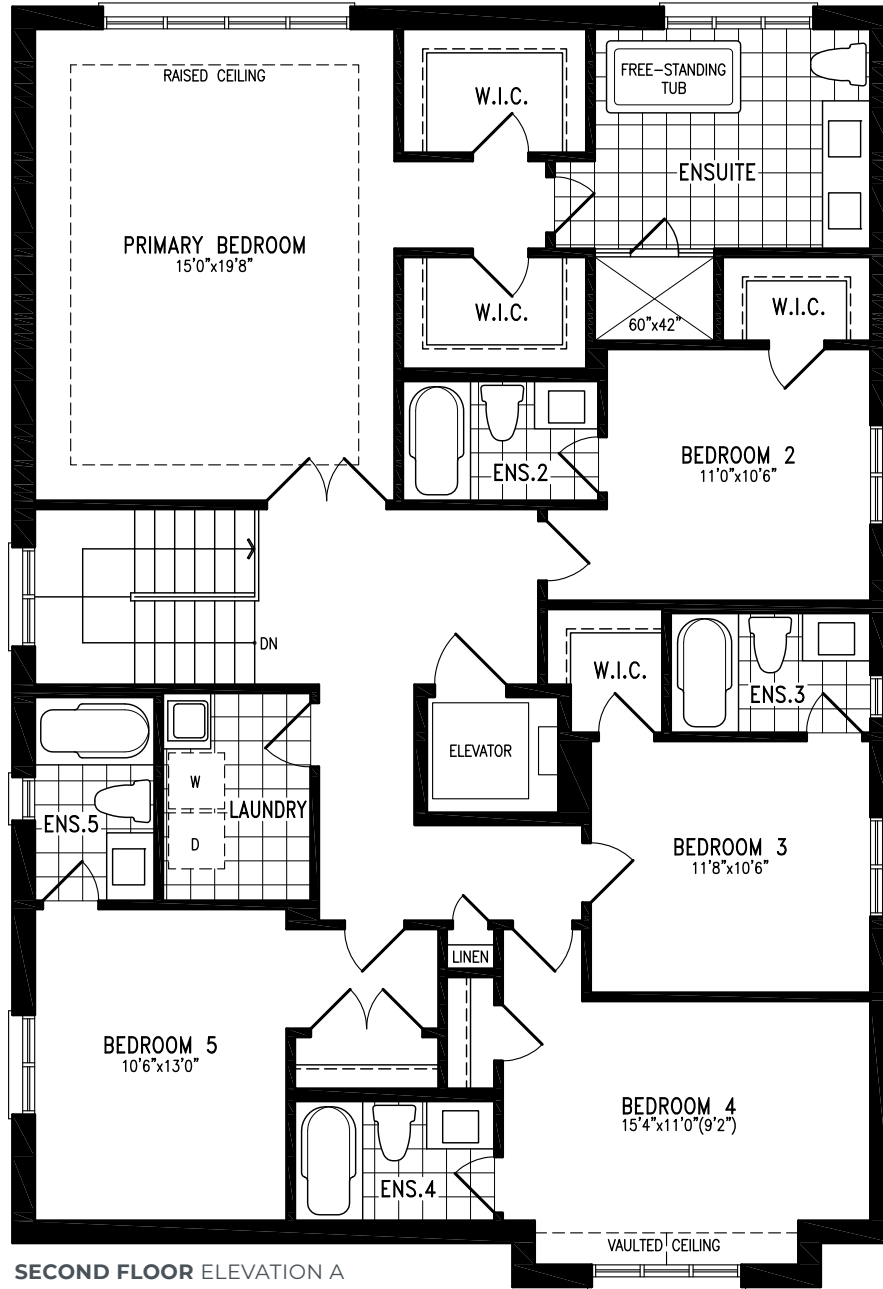 RAISED CEILING
W.I.C.
FREE-STANDING
TUB
ENSUITE
PRIMARY BEDROOM
15'0"x19'8"
W.I.C.
60"x42"
W.I.C.
BEDROOM 2
11'0"x10'6"
ENS.2
DN
W.I.C.
ENS.3
ELEVATOR
W
D
LAUNDRY
ENS.5
BEDROOM 3
11'8"x10'6"
LINEN
BEDROOM 5
10'6"x13'0"
BEDROOM 4
15'4"x11'0"(9'2")
ENS.4
VAULTED CEILING
SECOND FLOOR ELEVATION A